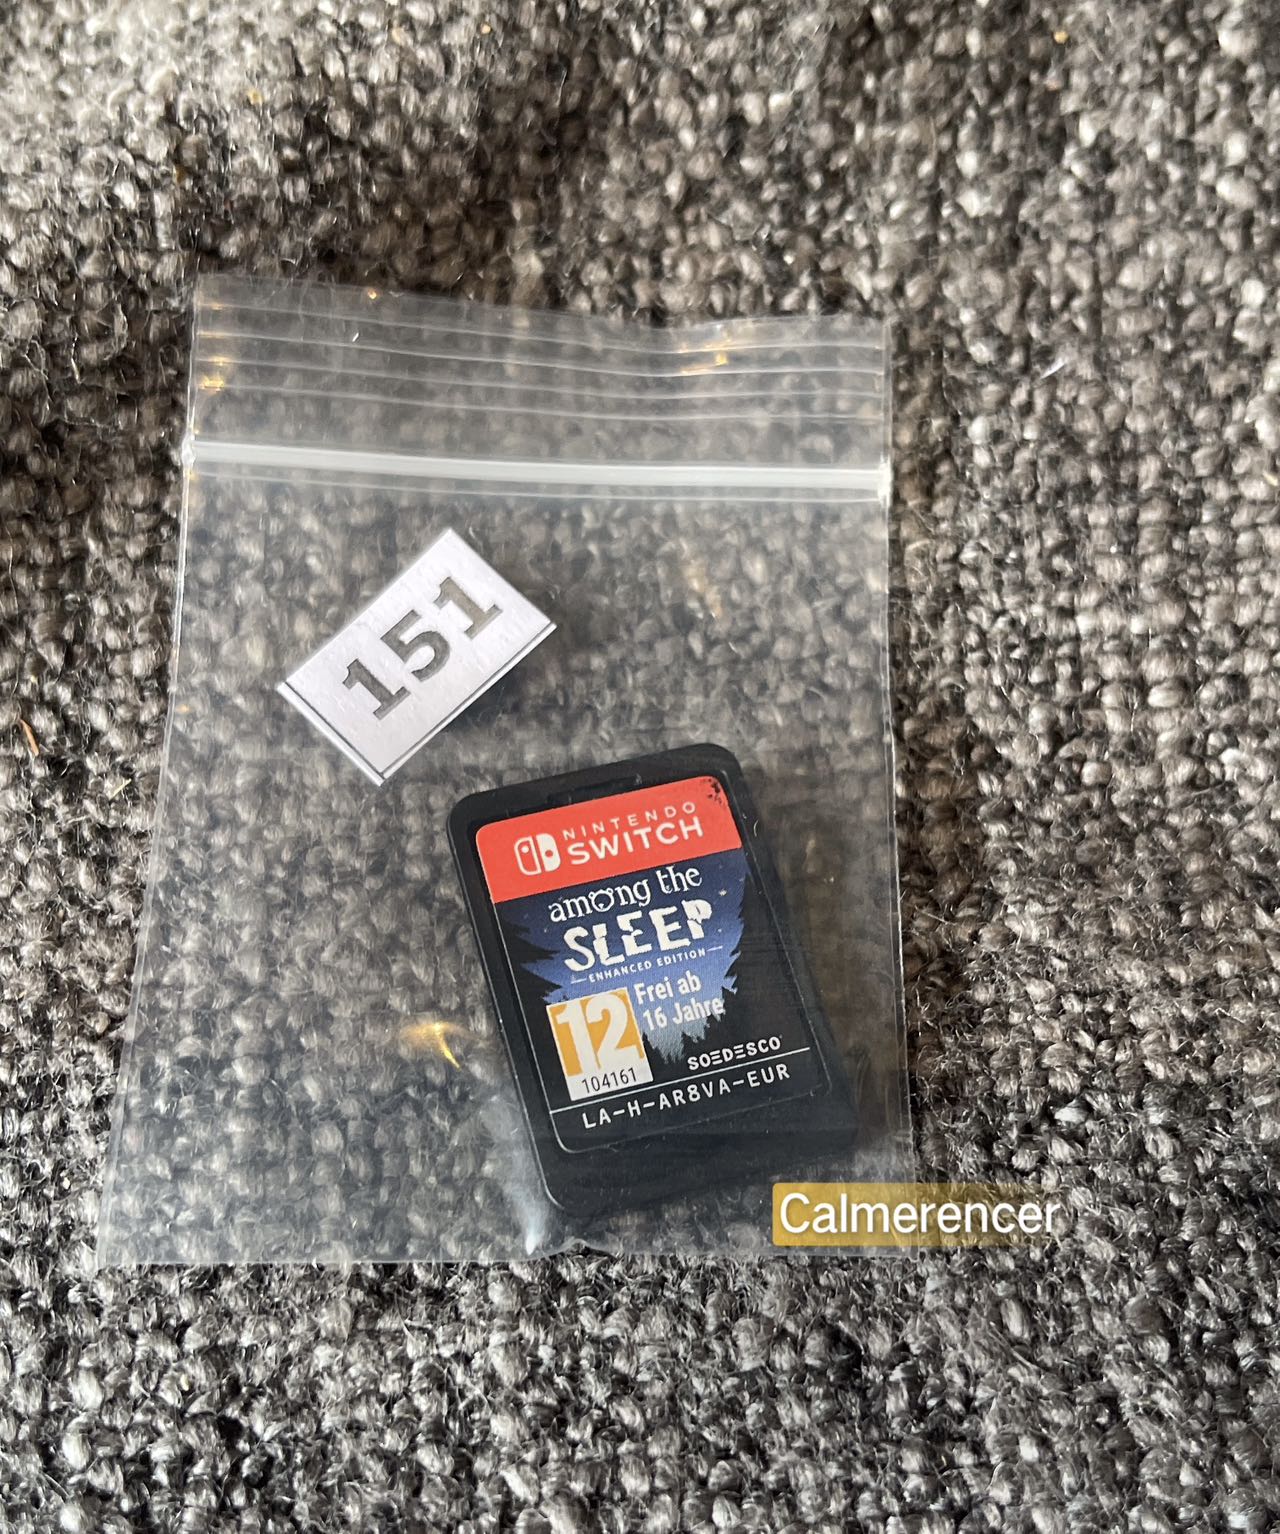 151
NINTENDO
SWITCH
among the
SLEEP
ENHANCED EDITION
12
Frei ab
16 Jahre
104161
SOEDESCO
LA-H-AR8VA-EUR
Calmerencer